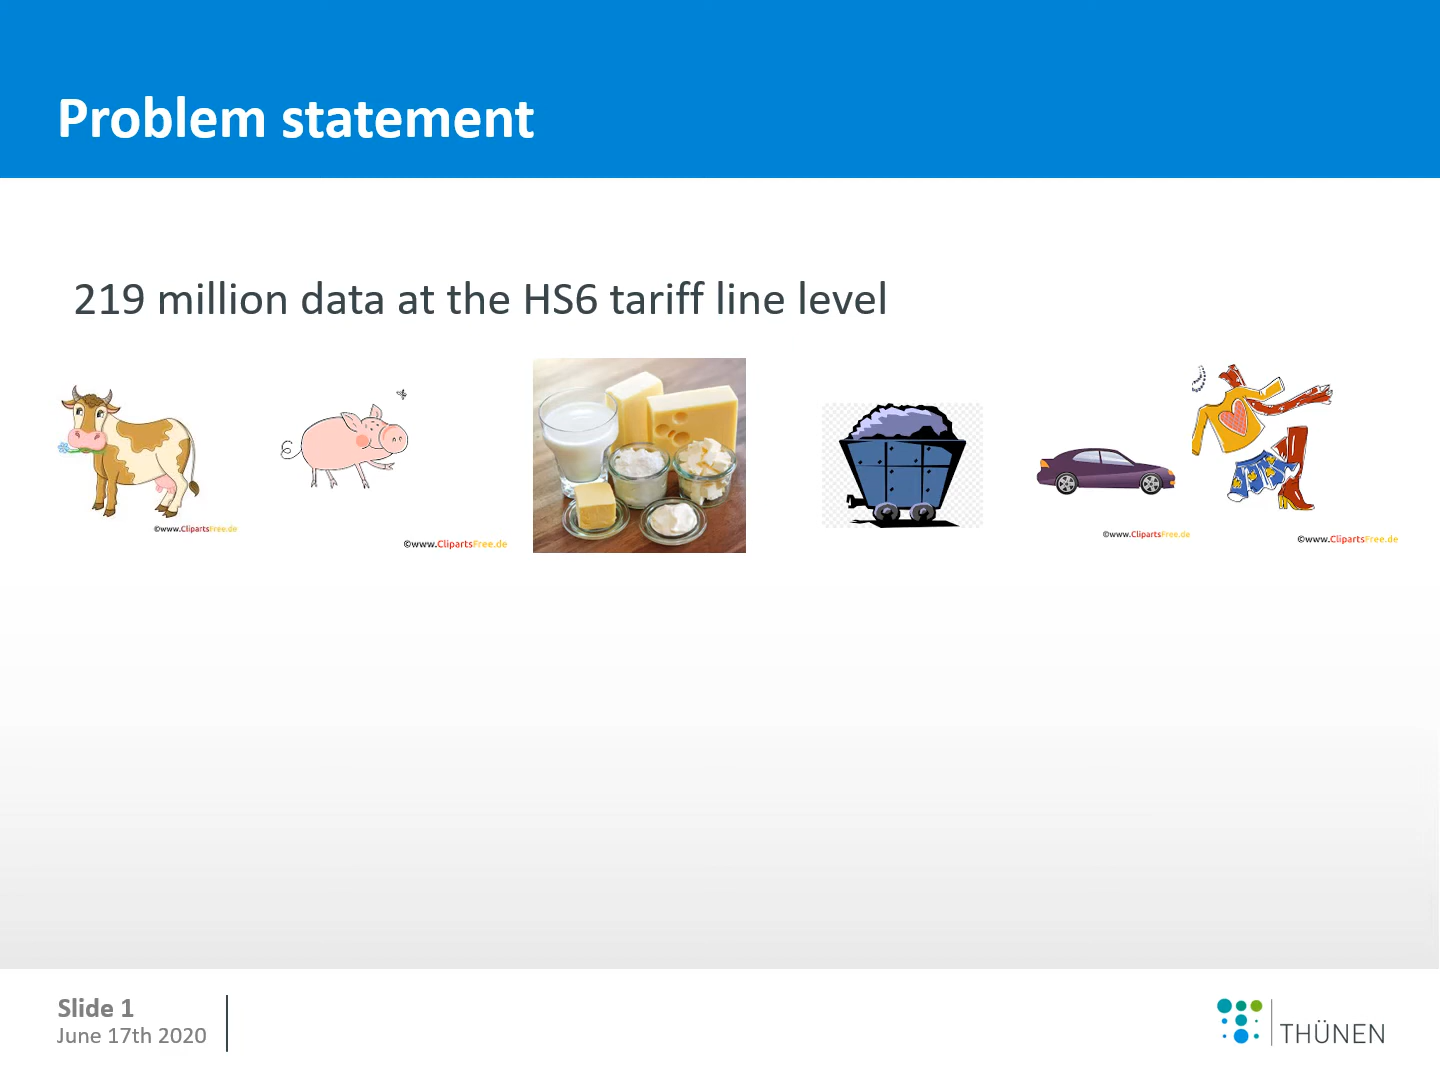 Problem statement
219 million data at the HS6 tariff line level
©www.ClipartsFree.de
©www.ClipartsFree.de
©www.ClipartsFree.de
©www.ClipartsFree.de
Slide 1
June 17th 2020
THÜNEN